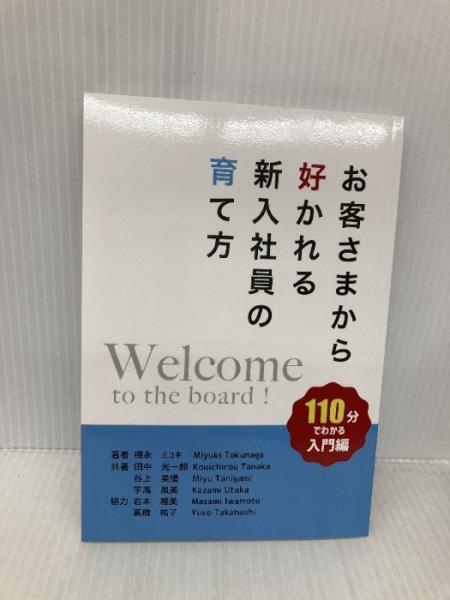 お客さまから
好かれる
新入社員の
育て方
Welcome
to the board !
110分
でわかる
入門編
著者 徳永 ミユキ Miyuki Tokunaga
共著 田中 光一郎 Kouichirou Tanaka
谷上 美優 Miyu Tanigami
宇高 風美 Kazami Utaka
協力 岩本 雅美 Masami Iwamoto
高橋 祐子 Yuko Takahashi